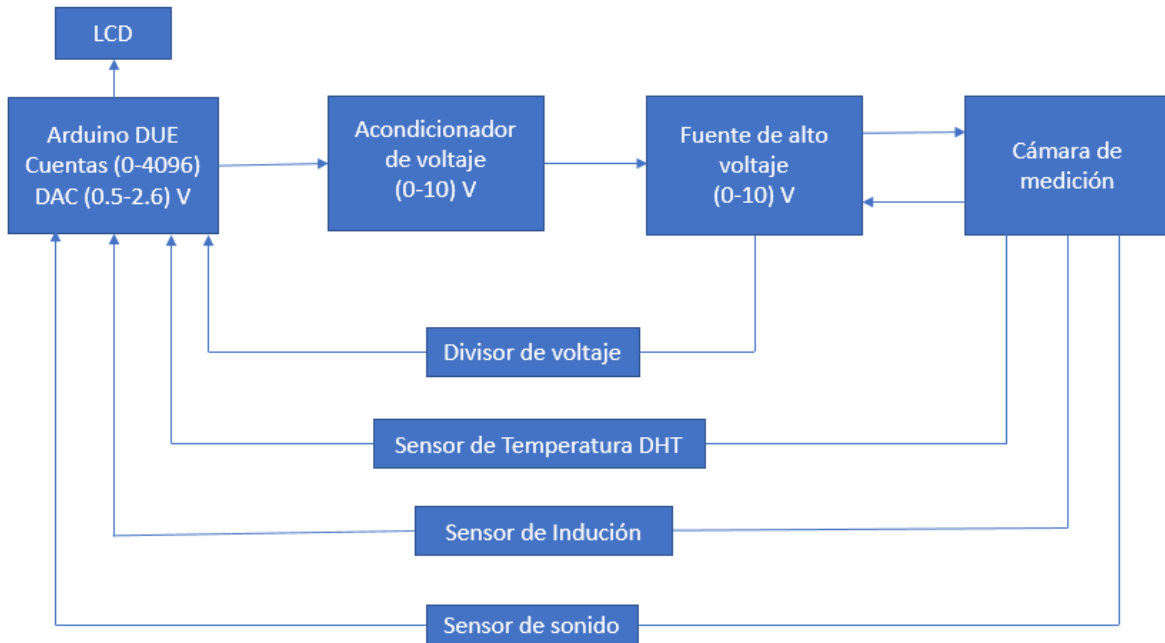 LCD
Arduino DUE
Cuentas (0-4096)
DAC (0.5-2.6) V
Acondicionador
de voltaje
(0-10) V
Fuente de alto
voltaje
(0-10) V
Cámara de
medición
Divisor de voltaje
Sensor de Temperatura DHT
Sensor de Indución
Sensor de sonido